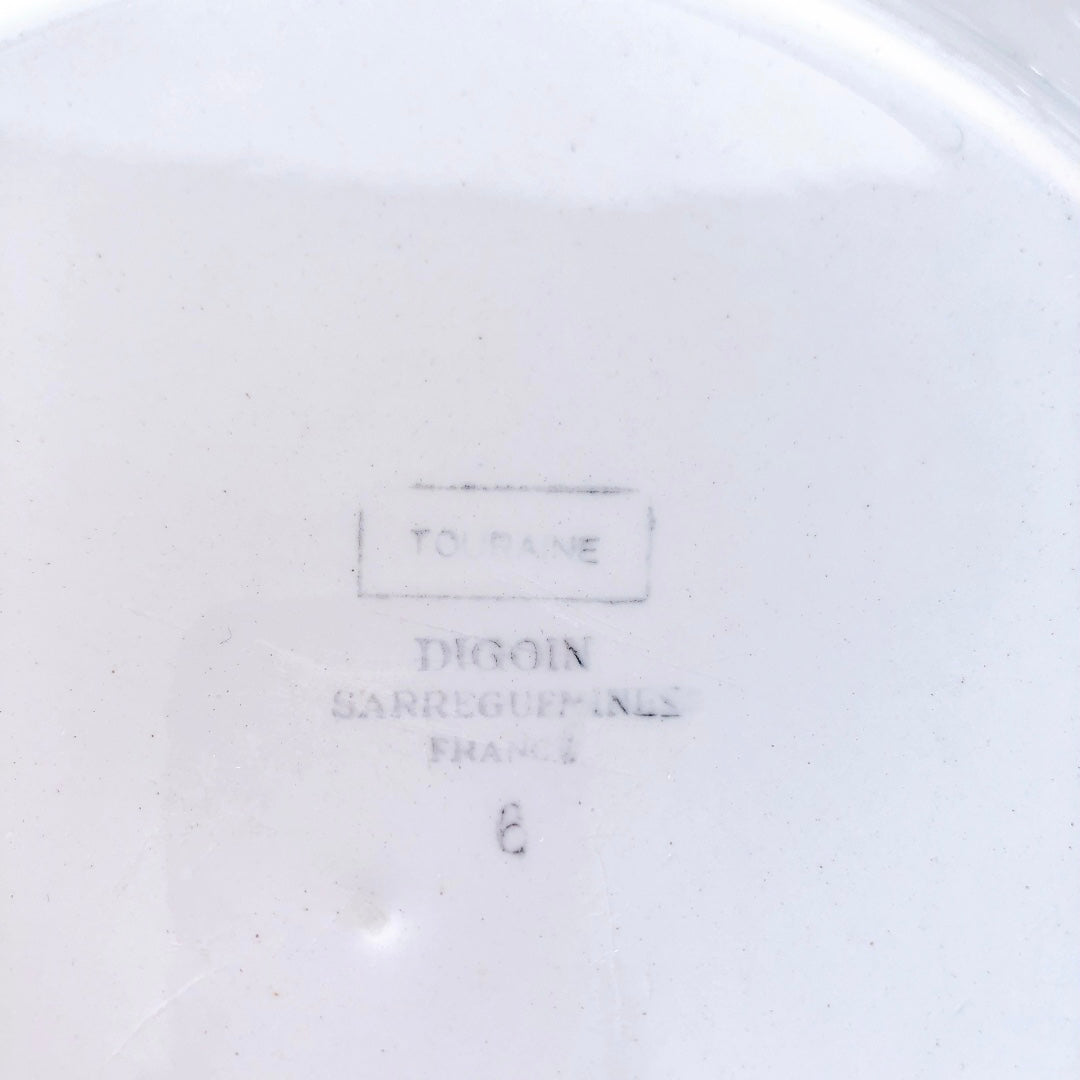 TOURAINE
DIGOIN
SARREGUEMINES
FRANCE
6